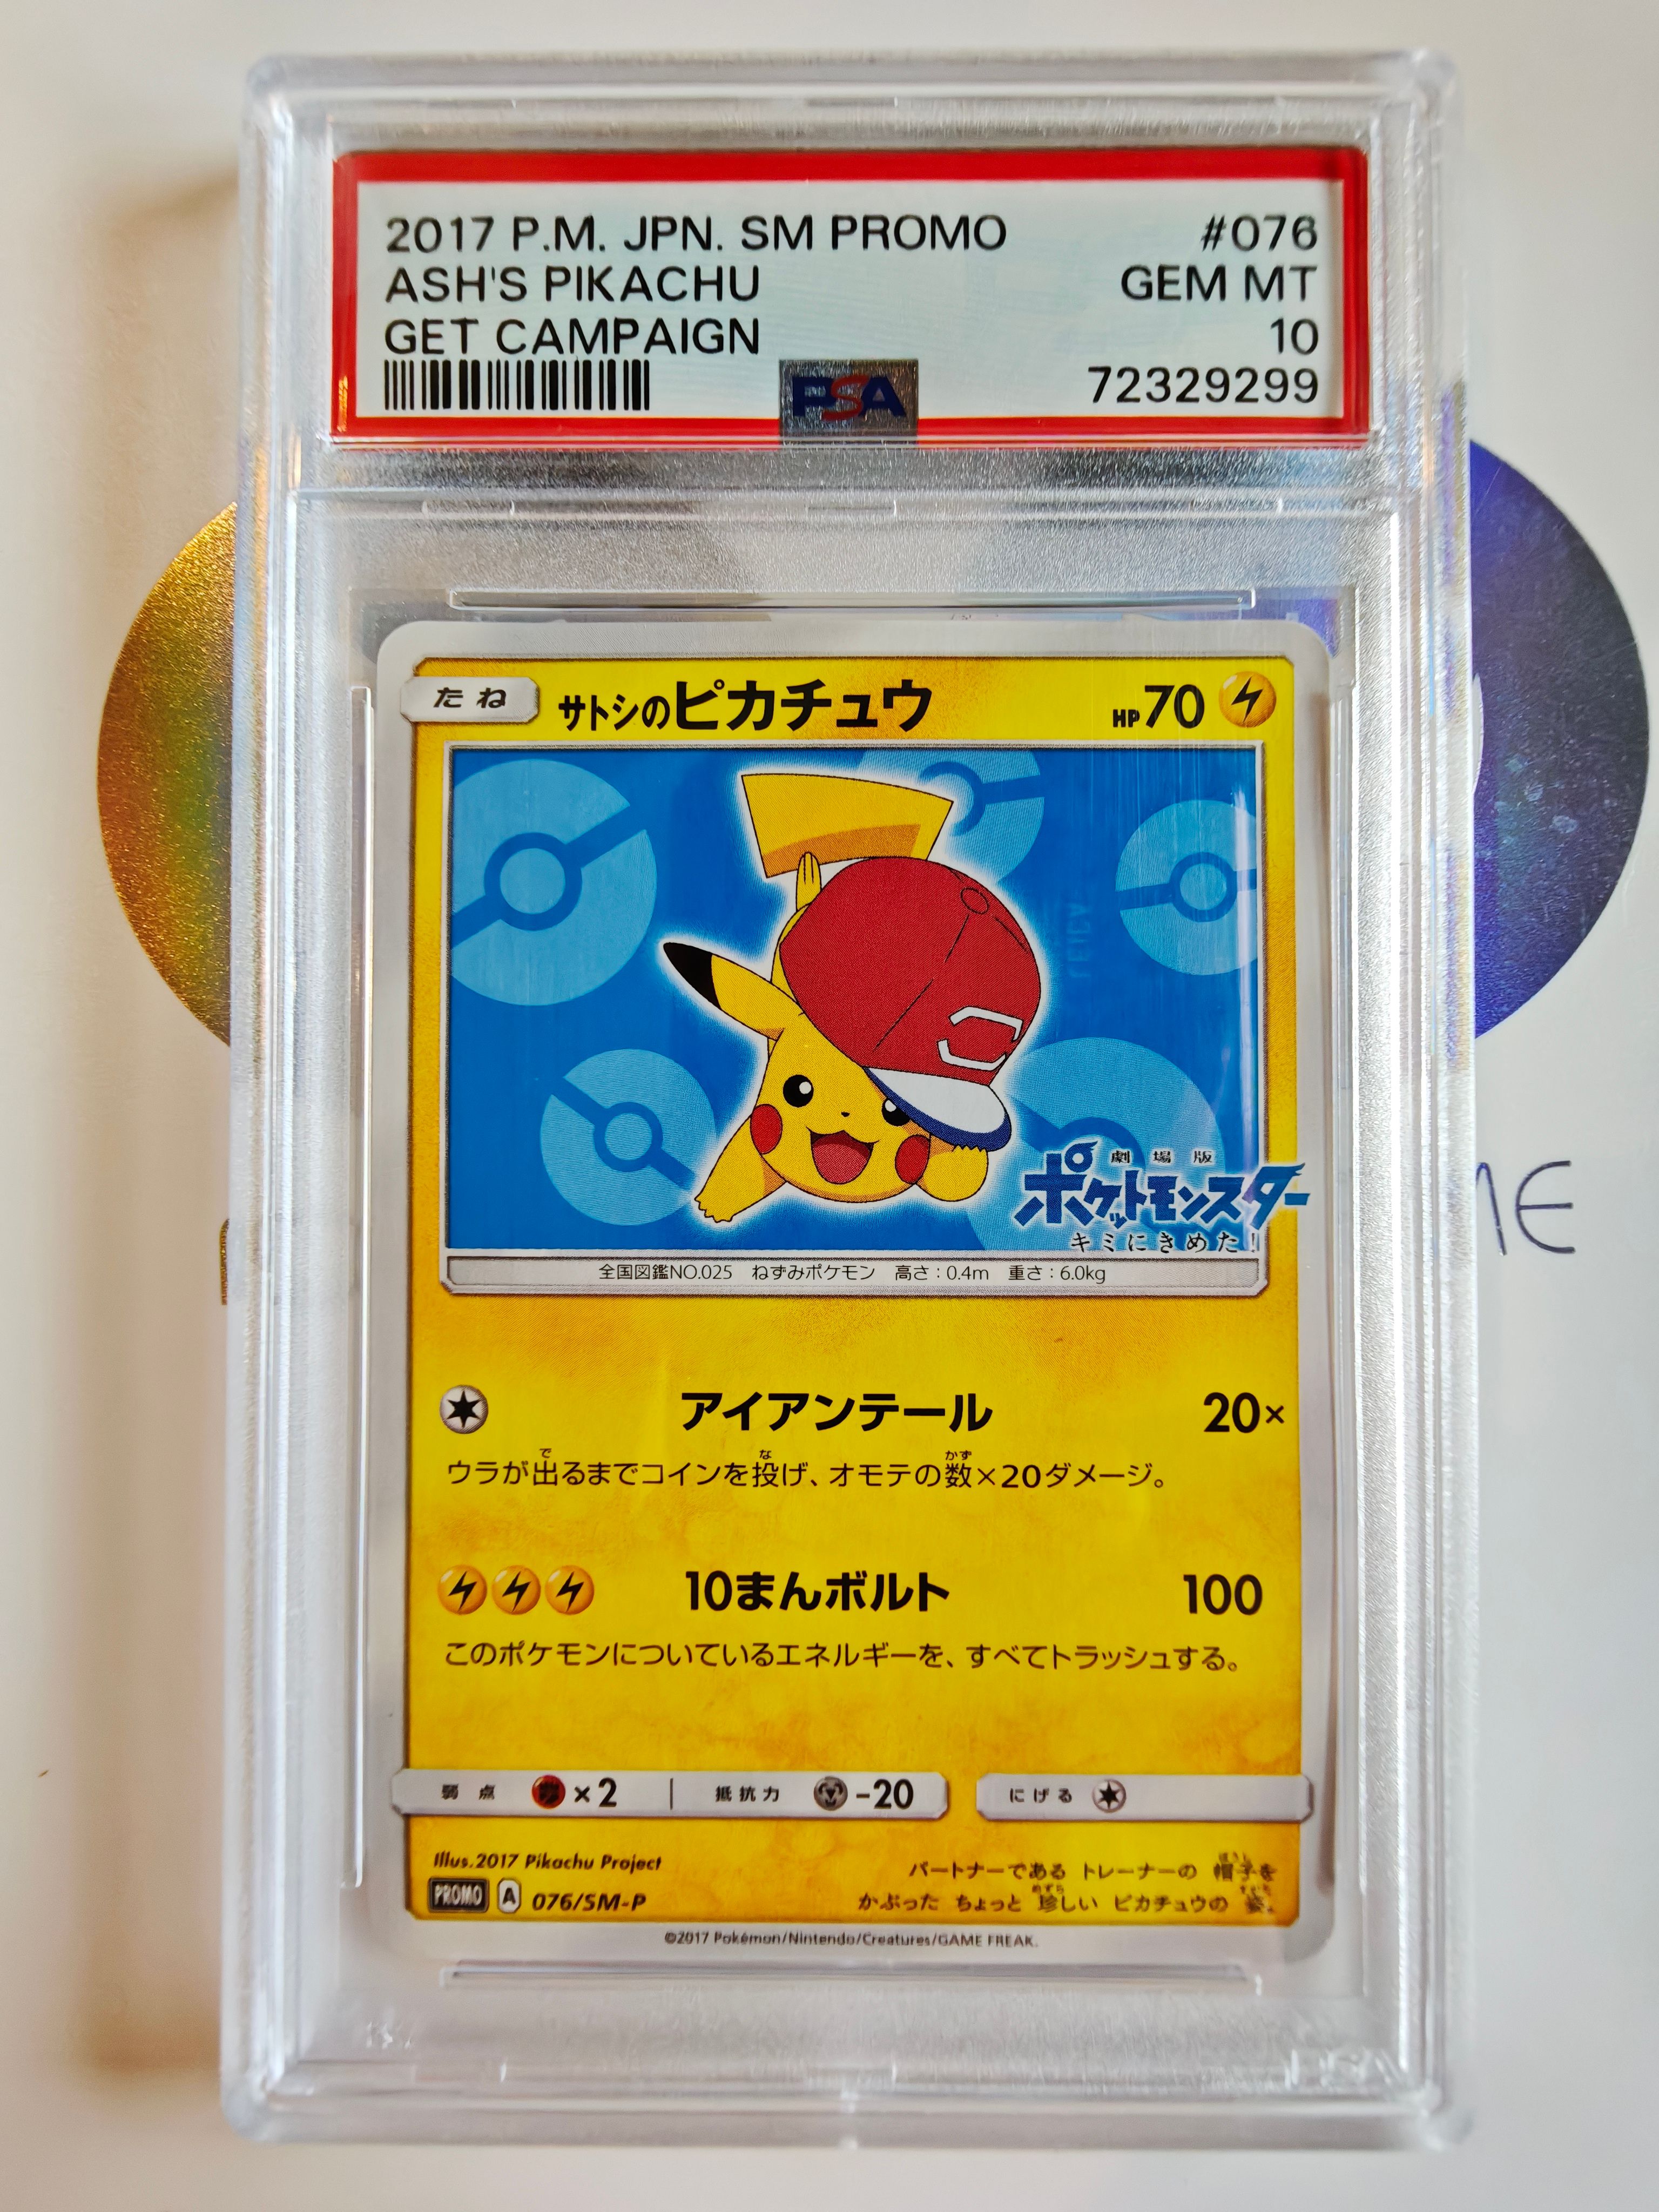 2017 P.M. JPN. SM PROMO #076
ASH'S PIKACHU GEM MT
GET CAMPAIGN 10
PSA 72329299
たね サトシのピカチュウ HP70
劇場版
ポケットモンスター
キミにきめた!
全国図鑑NO.025 ねずみポケモン 高さ:0.4m 重さ:6.0kg
アイアンテール 20×
ウラが出るまでコインを投げ、オモテの数×20ダメージ。
10まんボルト 100
このポケモンについているエネルギーを、すべてトラッシュする。
弱点 ×2 抵抗力 -20 にげる
Illus.2017 Pikachu Project
PROMO A 076/SM-P
パートナーである トレーナーの 帽子を
かぶった ちょっと 珍しい ピカチュウの 姿。
©2017 Pokémon/Nintendo/Creatures/GAME FREAK.